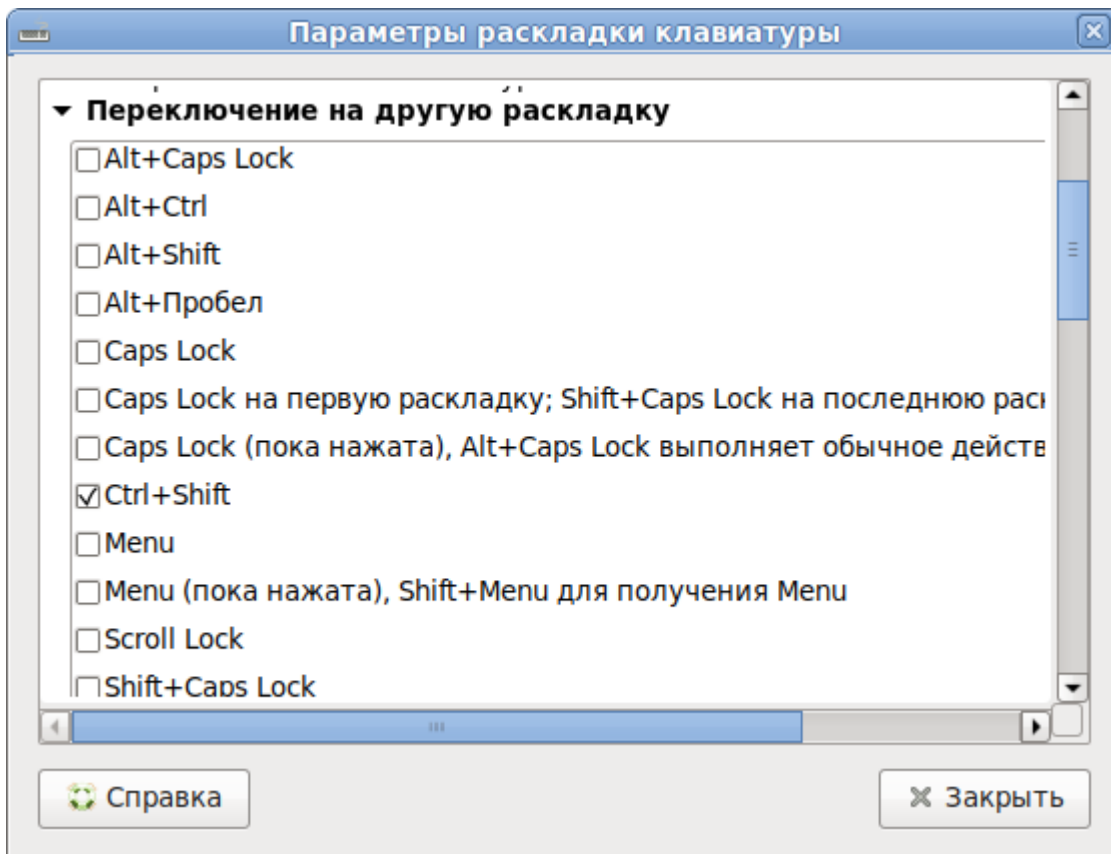 Параметры раскладки клавиатуры
Переключение на другую раскладку
Alt+Caps Lock
Alt+Ctrl
Alt+Shift
Alt+Пробел
Caps Lock
Caps Lock на первую раскладку; Shift+Caps Lock на последнюю раск
Caps Lock (пока нажата), Alt+Caps Lock выполняет обычное действ
Ctrl+Shift
Menu
Menu (пока нажата), Shift+Menu для получения Menu
Scroll Lock
Shift+Caps Lock
Справка
Закрыть